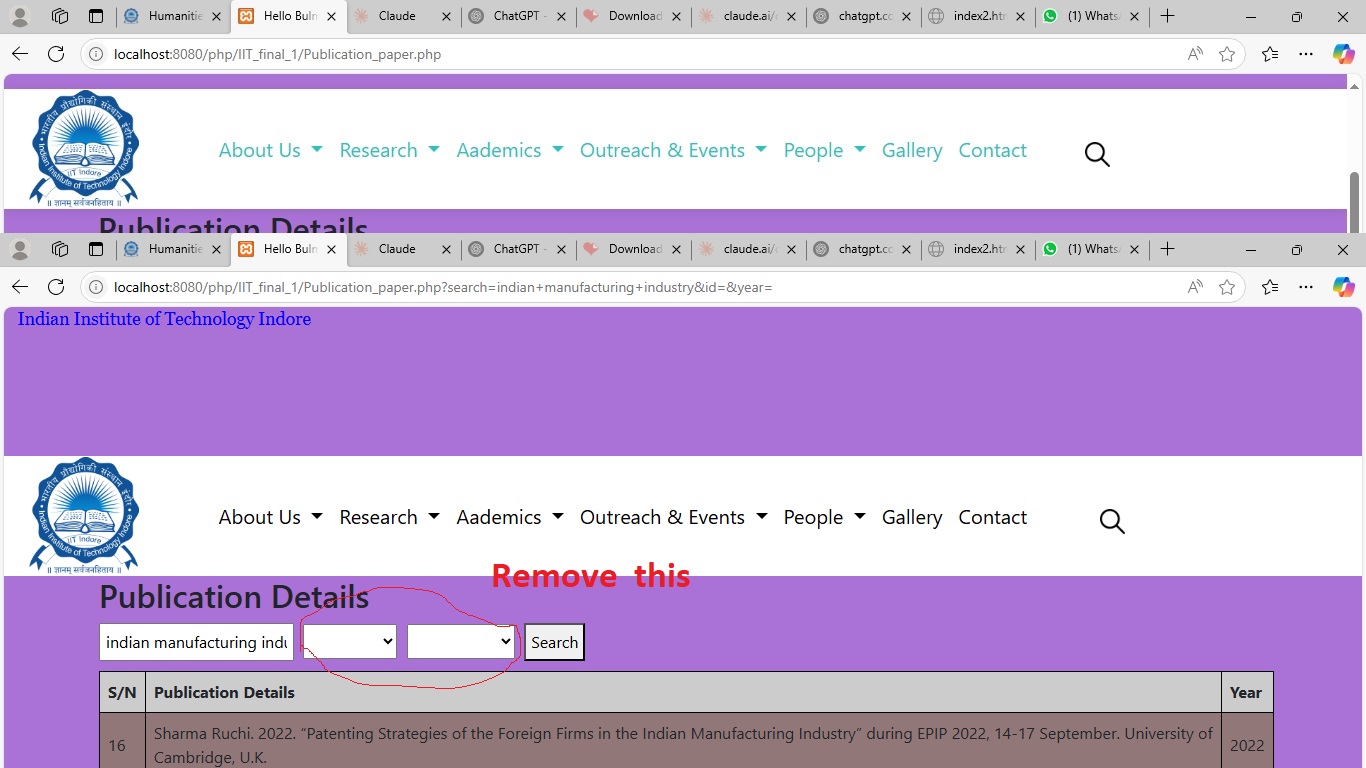 Humanitie
Hello Buln
Claude
ChatGPT -
Download
claude.ai/c
chatgpt.cc
index2.htr
(1) Whats
localhost:8080/php/IIT_final_1/Publication_paper.php
भारतीय प्रौद्योगिकी संस्थान इंदौर
IIT Indore
Indian Institute of Technology Indore
॥ ज्ञानम् सर्वजनहिताय ॥
About Us Research Aademics Outreach & Events People Gallery Contact
Publication Details
Humanitie
Hello Buln
Claude
ChatGPT -
Download
claude.ai/c
chatgpt.cc
index2.htr
(1) Whats
localhost:8080/php/IIT_final_1/Publication_paper.php?search=indian+manufacturing+industry&id=&year=
Indian Institute of Technology Indore
भारतीय प्रौद्योगिकी संस्थान इंदौर
IIT Indore
Indian Institute of Technology Indore
॥ ज्ञानम् सर्वजनहिताय ॥
About Us Research Aademics Outreach & Events People Gallery Contact
Remove this
Publication Details
indian manufacturing indu
Search
S/N Publication Details Year
16 Sharma Ruchi. 2022. “Patenting Strategies of the Foreign Firms in the Indian Manufacturing Industry” during EPIP 2022, 14-17 September. University of
Cambridge, U.K. 2022